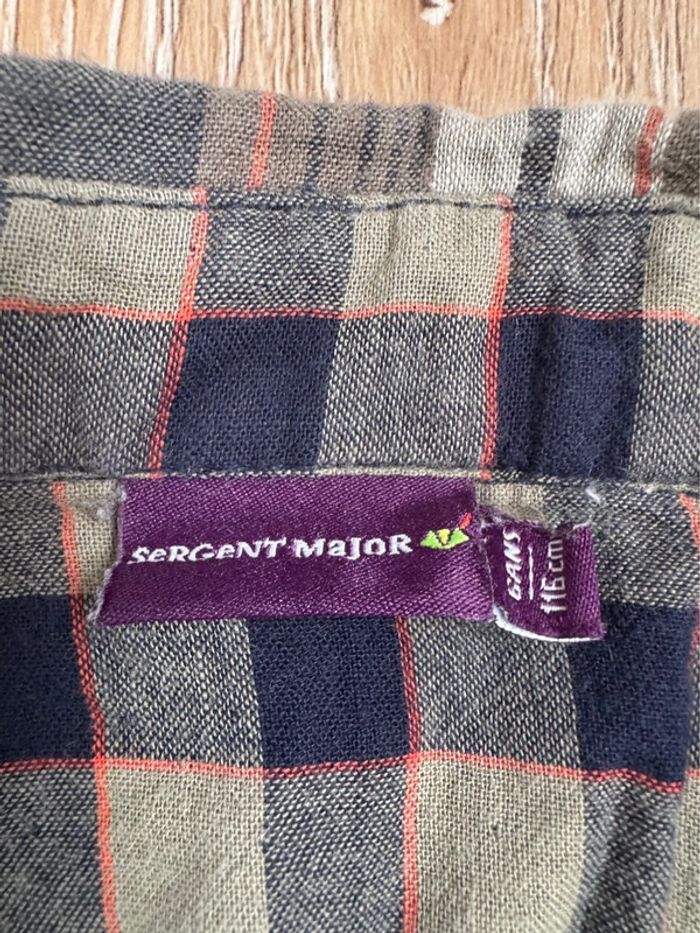 SeRGeNT MaJoR
6ANS
116cm